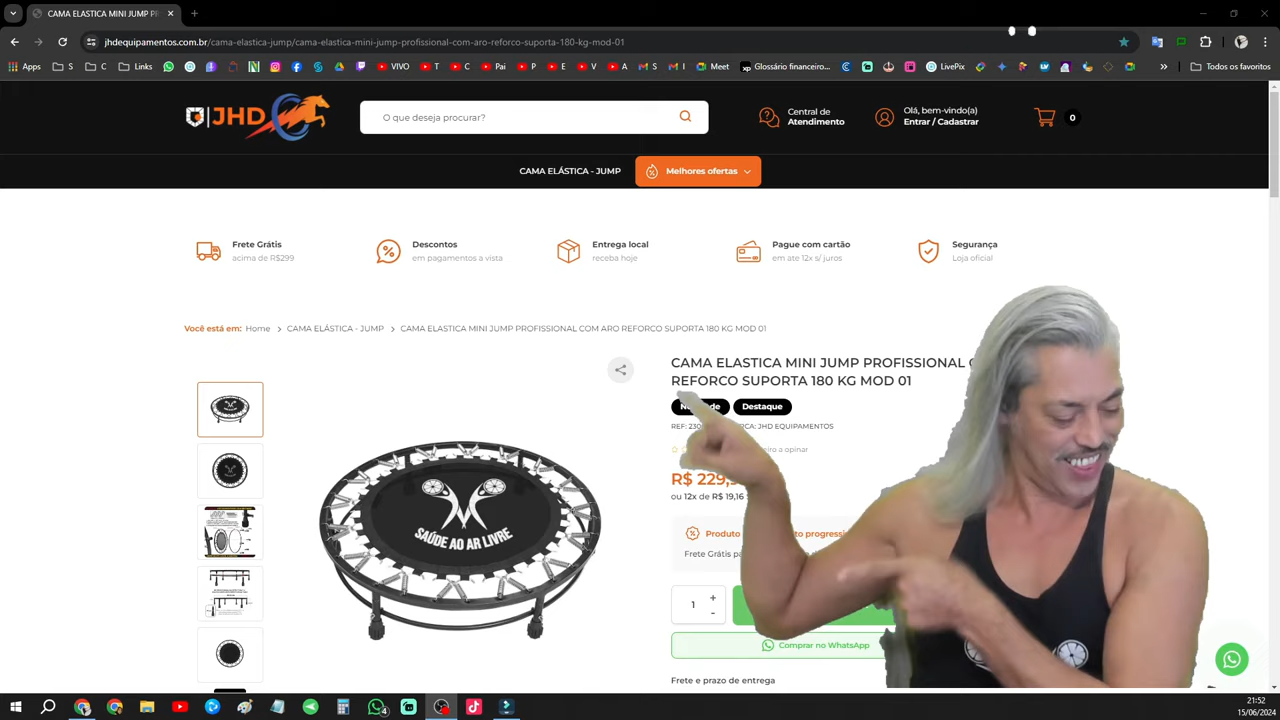 CAMA ELASTICA MINI JUMP PR
jhdequipamentos.com.br/cama-elastica-jump/cama-elastica-mini-jump-profissional-com-aro-reforco-suporta-180-kg-mod-01
Apps
S
C
Links
VIVO
T
C
Pai
P
E
V
A
S
I
Meet
xp Glossário financeiro...
LivePix
Todos os favoritos
JHD
O que deseja procurar?
Central de
Atendimento
Olá, bem-vindo(a)
Entrar / Cadastrar
0
CAMA ELÁSTICA - JUMP
Melhores ofertas
Frete Grátis
acima de R$299
Descontos
em pagamentos a vista
Entrega local
receba hoje
Pague com cartão
em ate 12x s/ juros
Segurança
Loja oficial
Você está em: Home > CAMA ELÁSTICA - JUMP > CAMA ELASTICA MINI JUMP PROFISSIONAL COM ARO REFORCO SUPORTA 180 KG MOD 01
CAMA ELASTICA MINI JUMP PROFISSIONAL
REFORCO SUPORTA 180 KG MOD 01
Destaque
JHD EQUIPAMENTOS
a opinar
R$ 229,
ou 12x de R$ 19,16
Produto
Frete Grátis
SAÚDE AO AR LIVRE
1
+
-
Comprar no WhatsApp
Frete e prazo de entrega
4
21:52
15/06/2024